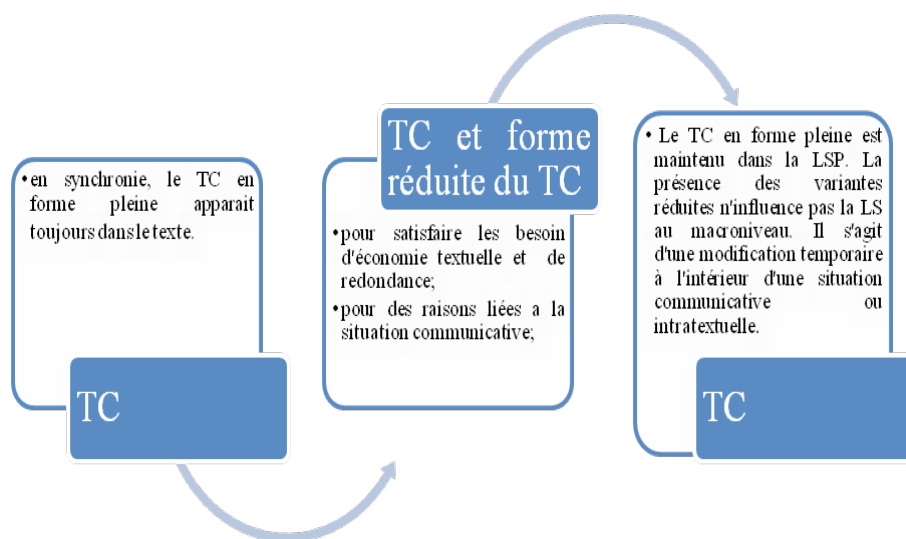 •en synchronie, le TC en
forme pleine apparait
toujours dans le texte.
TC
TC et forme
réduite du TC
•pour satisfaire les besoin
d'économie textuelle et de
redondance;
•pour des raisons liées a la
situation communicative;
• Le TC en forme pleine est
maintenu dans la LSP. La
présence des variantes
réduites n'influence pas la LS
au macroniveau. Il s'agit
d'une modification temporaire
à l'intérieur d'une situation
communicative ou
intratextuelle.
TC